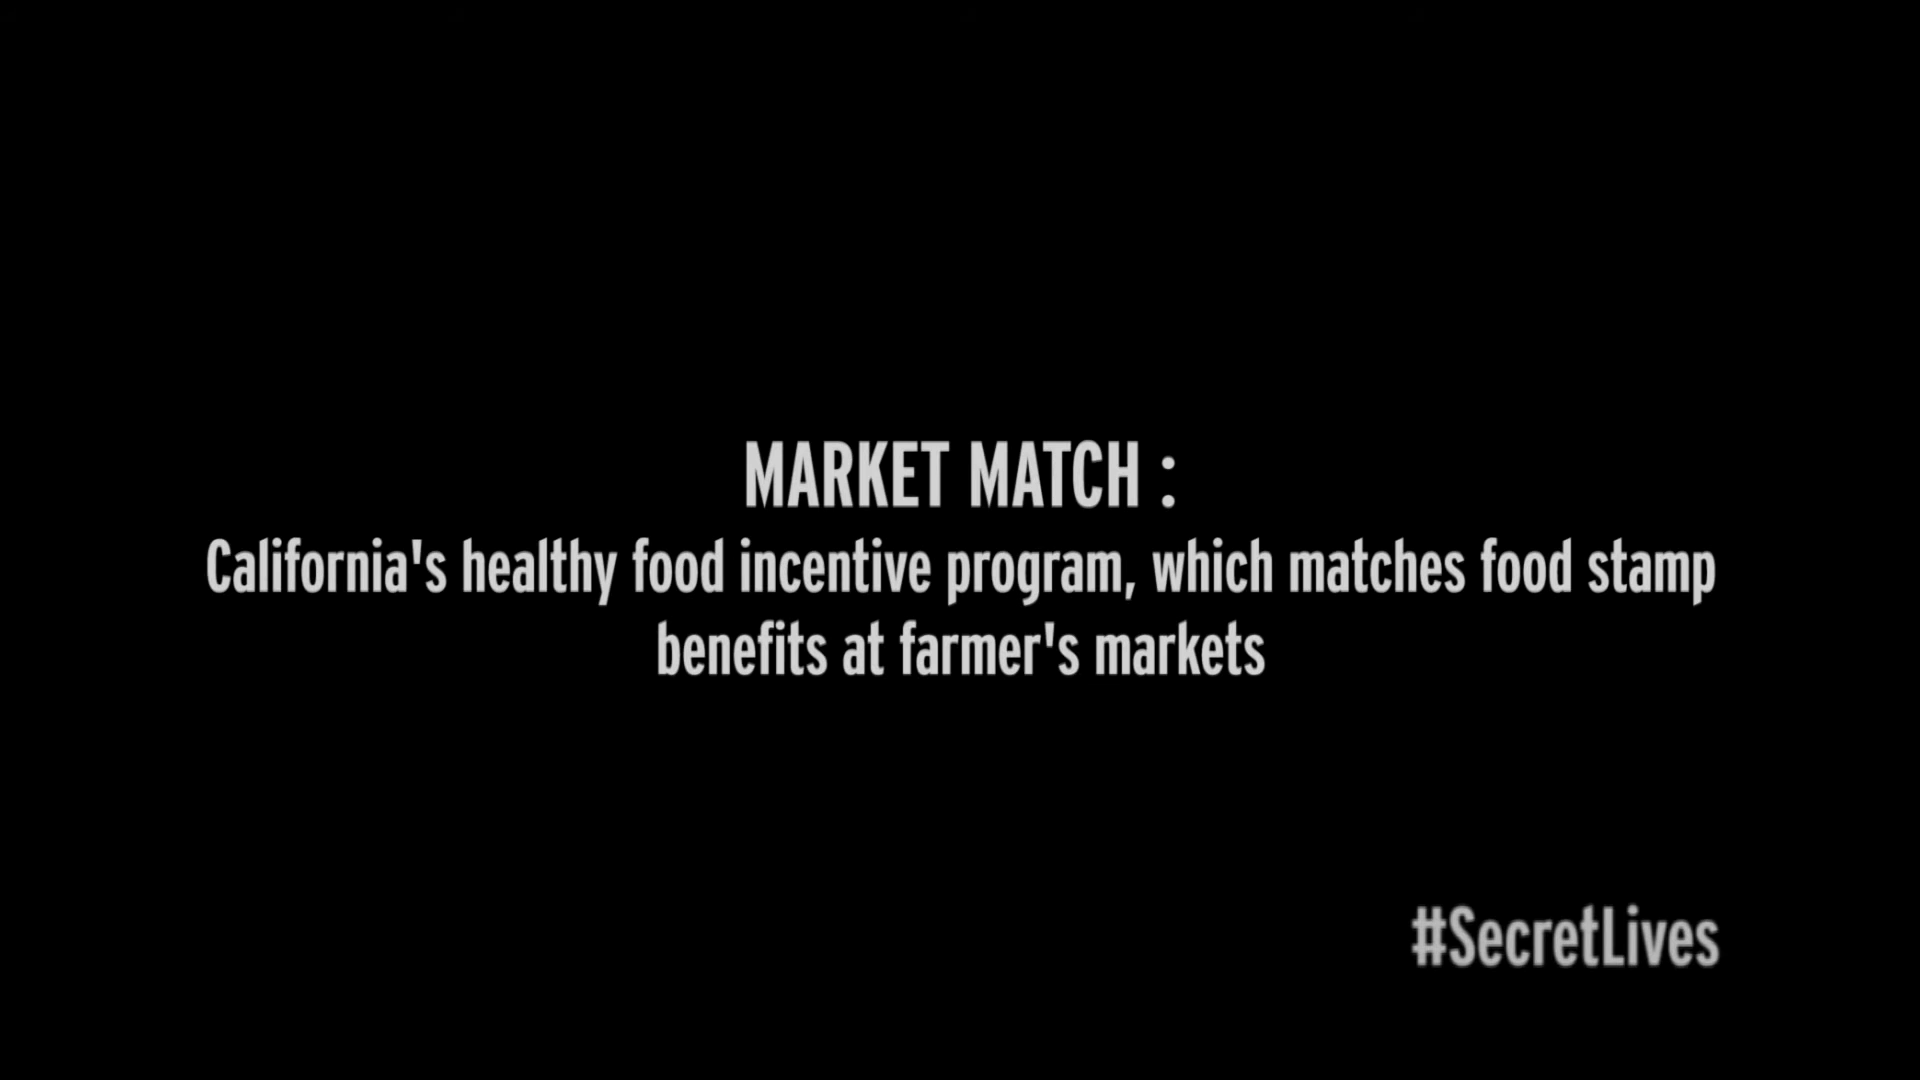 MARKET MATCH :
California's healthy food incentive program, which matches food stamp
benefits at farmer's markets
#SecretLives